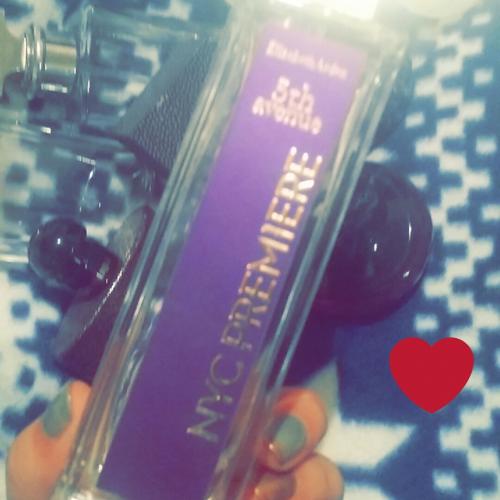 Elizabeth Arden
5th
avenue
NYC PREMIERE